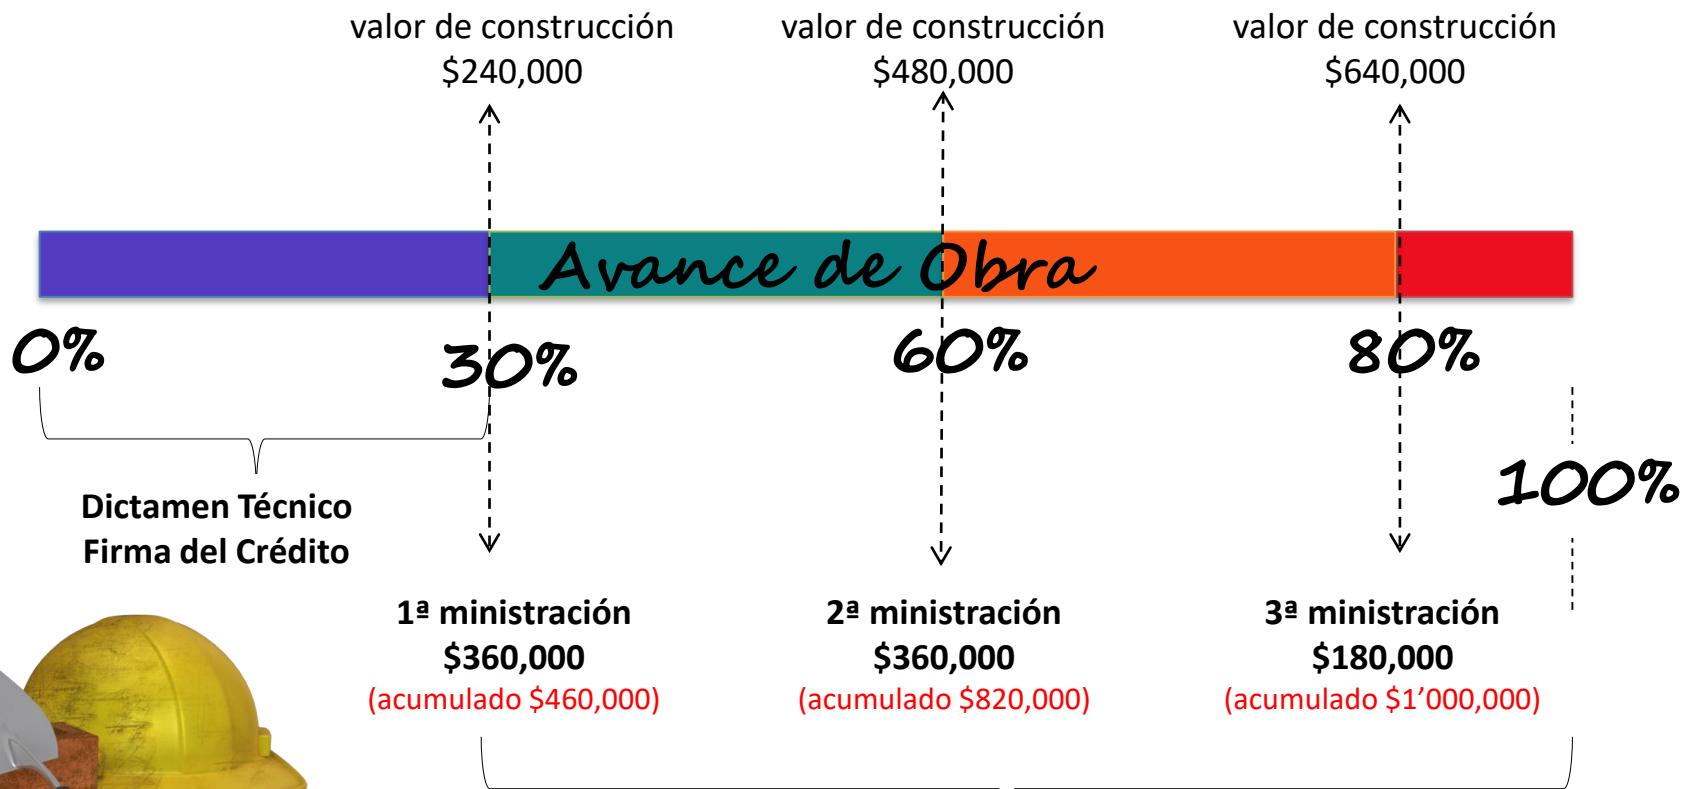 valor de construcción
$240,000
valor de construcción
$480,000
valor de construcción
$640,000
Avance de Obra
0%
30%
60%
80%
100%
Dictamen Técnico
Firma del Crédito
1ª ministración
$360,000
(acumulado $460,000)
2ª ministración
$360,000
(acumulado $820,000)
3ª ministración
$180,000
(acumulado $1’000,000)